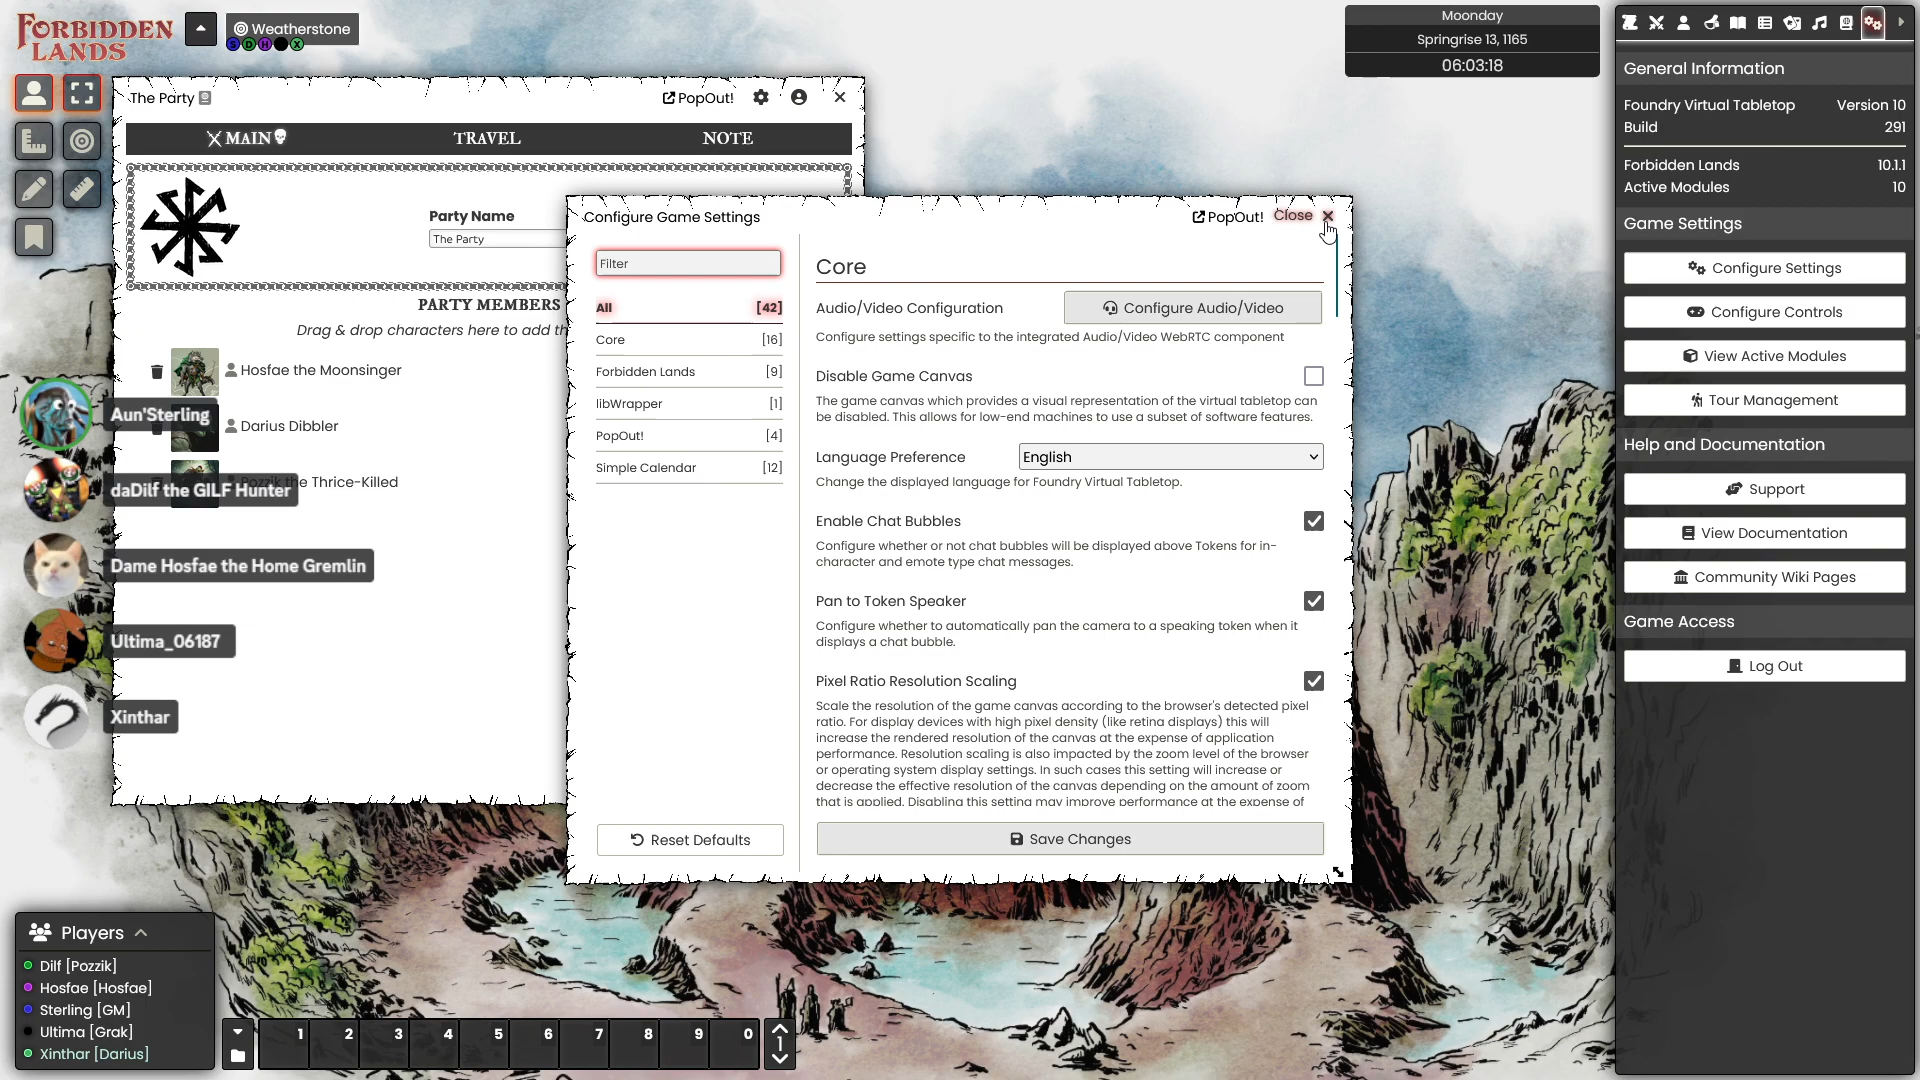 FORBIDDEN
LANDS
Weatherstone
S D H X
Moonday
Springrise 13, 1165
06:03:18
The Party
PopOut!
MAIN
TRAVEL
NOTE
Party Name
The Party
PARTY MEMBERS
Drag & drop characters here to add th
Hosfae the Moonsinger
Darius Dibbler
Pozzik the Thrice-Killed
Aun'Sterling
daDilf the GILF Hunter
Dame Hosfae the Home Gremlin
Ultima_06187
Xinthar
Configure Game Settings
PopOut!
Close
Filter
All [42]
Core [16]
Forbidden Lands [9]
libWrapper [1]
PopOut! [4]
Simple Calendar [12]
Reset Defaults
Core
Audio/Video Configuration
Configure Audio/Video
Configure settings specific to the integrated Audio/Video WebRTC component
Disable Game Canvas
The game canvas which provides a visual representation of the virtual tabletop can
be disabled. This allows for low-end machines to use a subset of software features.
Language Preference
English
Change the displayed language for Foundry Virtual Tabletop.
Enable Chat Bubbles
Configure whether or not chat bubbles will be displayed above Tokens for in-
character and emote type chat messages.
Pan to Token Speaker
Configure whether to automatically pan the camera to a speaking token when it
displays a chat bubble.
Pixel Ratio Resolution Scaling
Scale the resolution of the game canvas according to the browser's detected pixel
ratio. For display devices with high pixel density (like retina displays) this will
increase the rendered resolution of the canvas at the expense of application
performance. Resolution scaling is also impacted by the zoom level of the browser
or operating system display settings. In such cases this setting will increase or
decrease the effective resolution of the canvas depending on the amount of zoom
that is applied. Disabling this setting may improve performance at the expense of
Save Changes
General Information
Foundry Virtual Tabletop Version 10
Build 291
Forbidden Lands 10.1.1
Active Modules 10
Game Settings
Configure Settings
Configure Controls
View Active Modules
Tour Management
Help and Documentation
Support
View Documentation
Community Wiki Pages
Game Access
Log Out
Players
Dilf [Pozzik]
Hosfae [Hosfae]
Sterling [GM]
Ultima [Grak]
Xinthar [Darius]
1 2 3 4 5 6 7 8 9 0
1